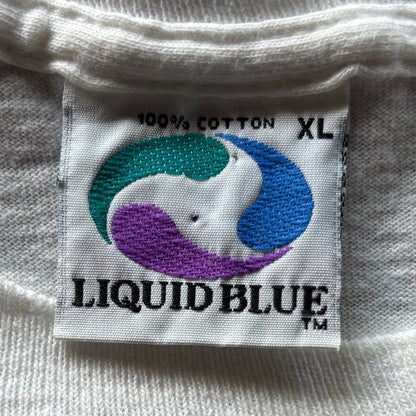 100% COTTON XL
LIQUID BLUE
TM